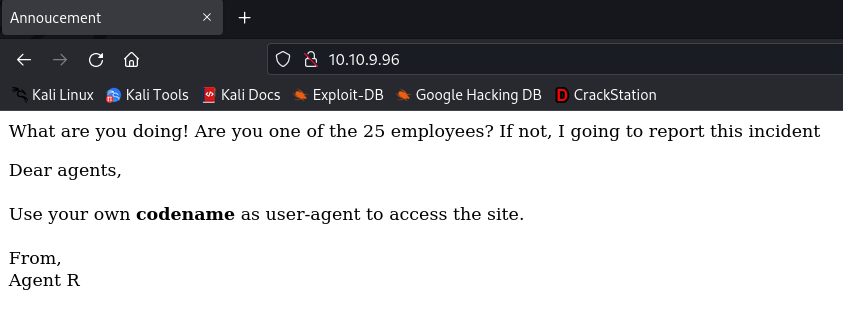 Annoucement
10.10.9.96
Kali Linux Kali Tools Kali Docs Exploit-DB Google Hacking DB CrackStation
What are you doing! Are you one of the 25 employees? If not, I going to report this incident
Dear agents,
Use your own codename as user-agent to access the site.
From,
Agent R